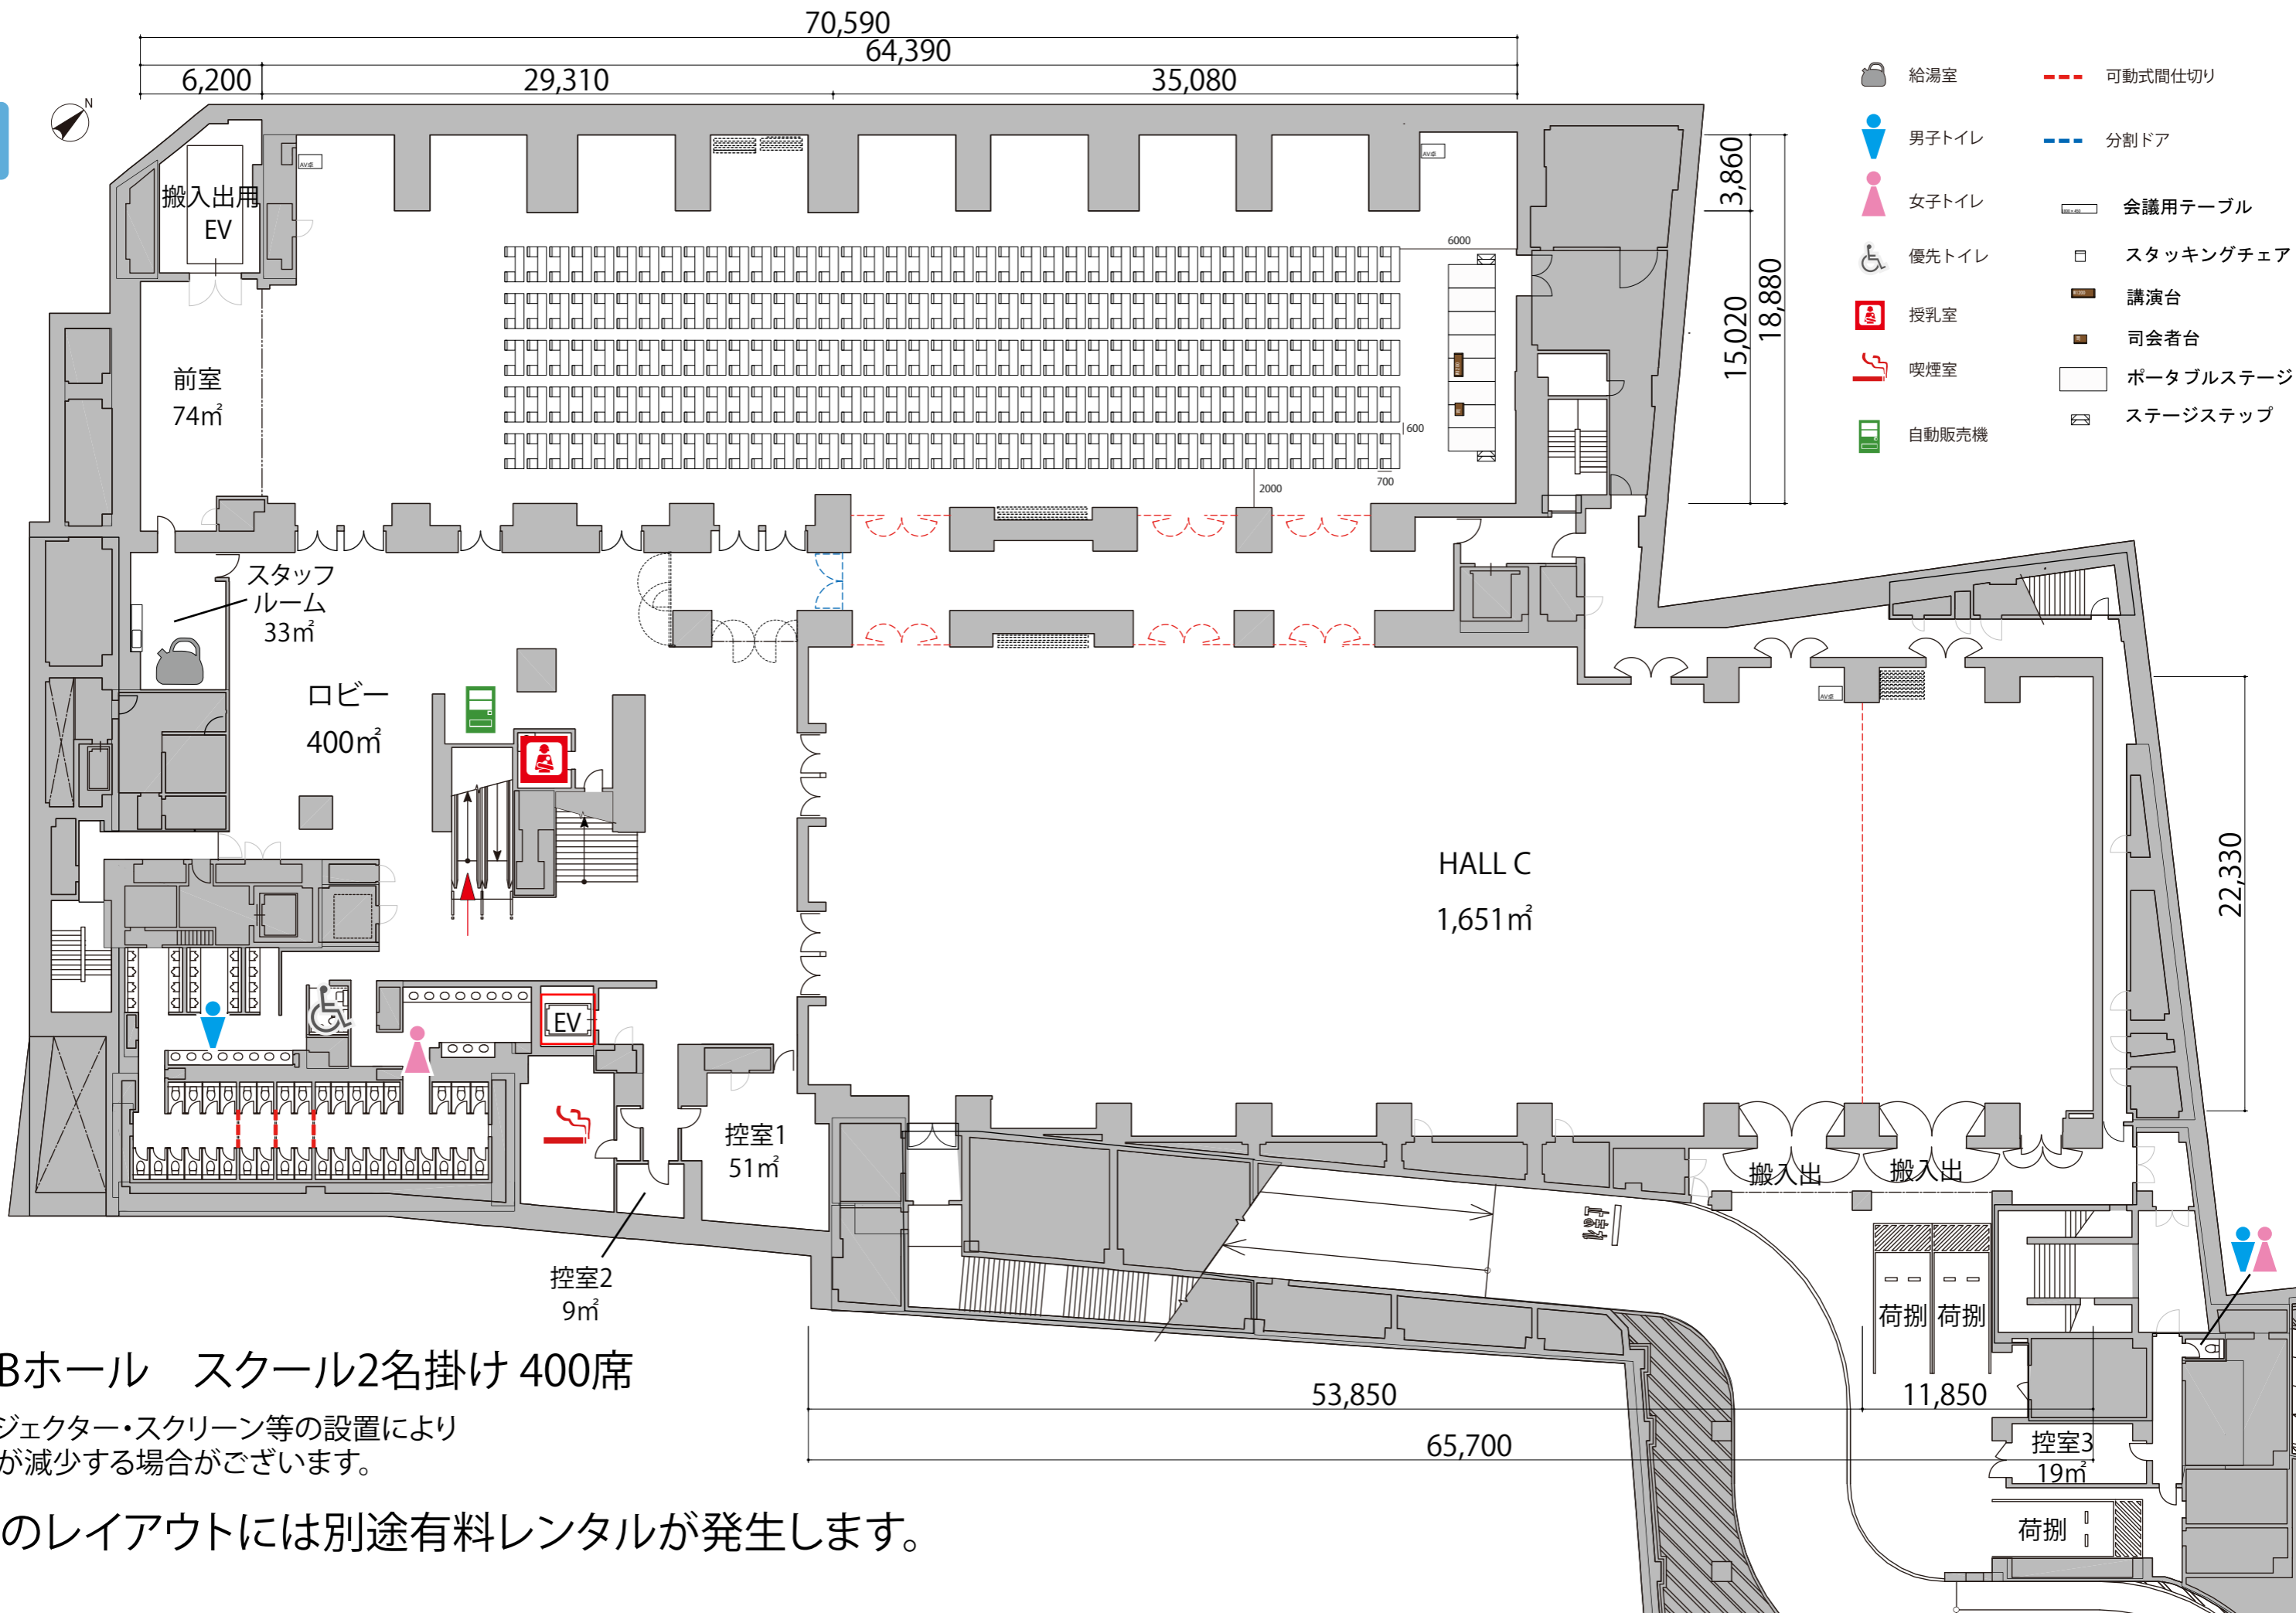 70,590
64,390
6,200
29,310
35,080
N
給湯室
可動式間仕切り
男子トイレ
分割ドア
女子トイレ
会議用テーブル
優先トイレ
スタッキングチェア
講演台
授乳室
司会者台
喫煙室
ポータブルステージ
ステージステップ
自動販売機
AV卓
AV卓
3,860
15,020
18,880
搬入出用
EV
6000
前室
74㎡
600
700
2000
スタッフ
ルーム
33㎡
ロビー
400㎡
AV卓
HALL C
1,651㎡
22,330
EV
控室1
51㎡
控室2
9㎡
搬入出
搬入出
荷捌
荷捌
53,850
11,850
65,700
控室3
19㎡
荷捌
Bホール スクール2名掛け 400席
ジェクター・スクリーン等の設置により
が減少する場合がございます。
のレイアウトには別途有料レンタルが発生します。